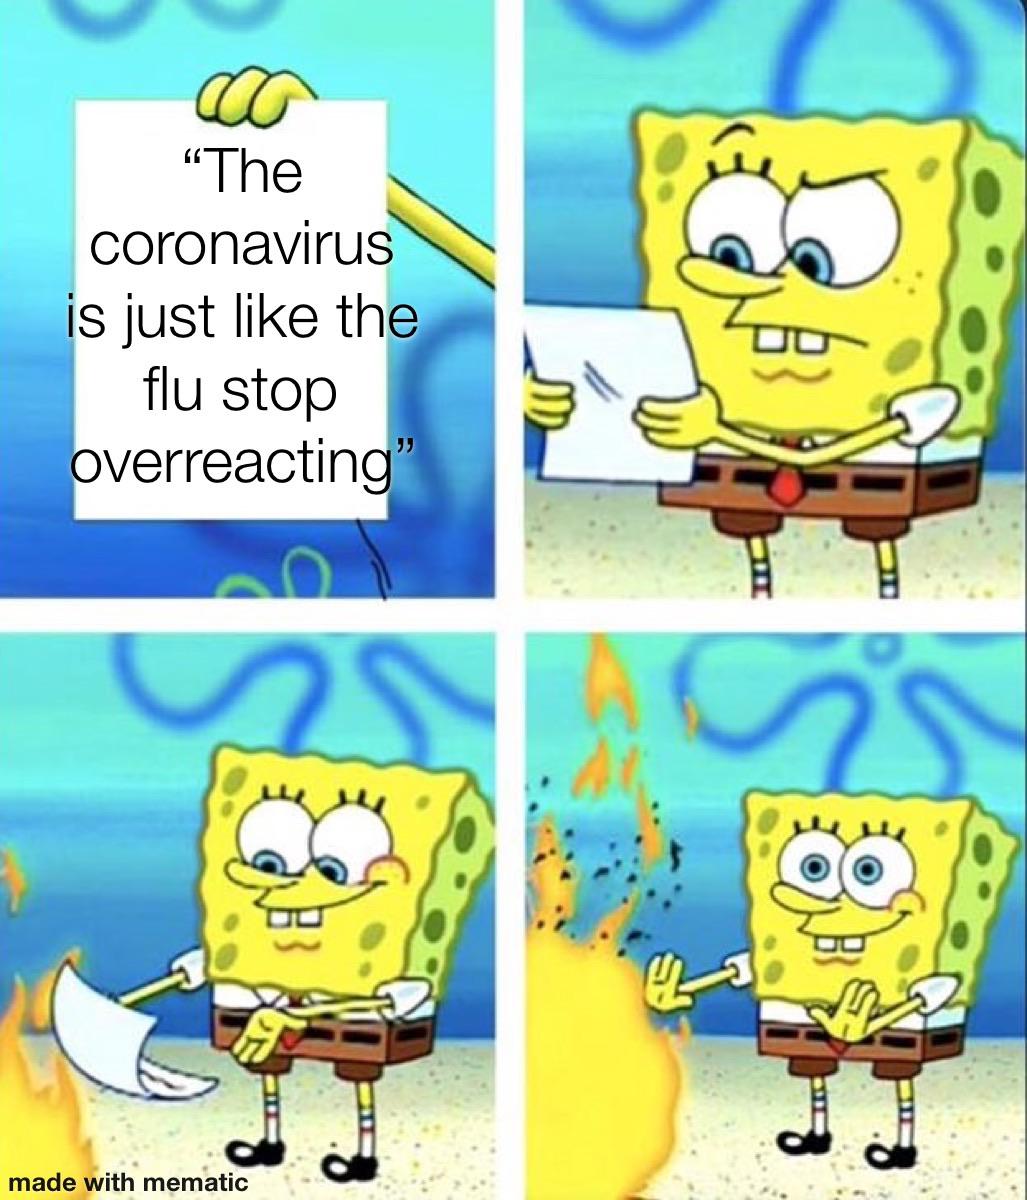 “The
coronavirus
is just like the
flu stop
overreacting”
made with mematic